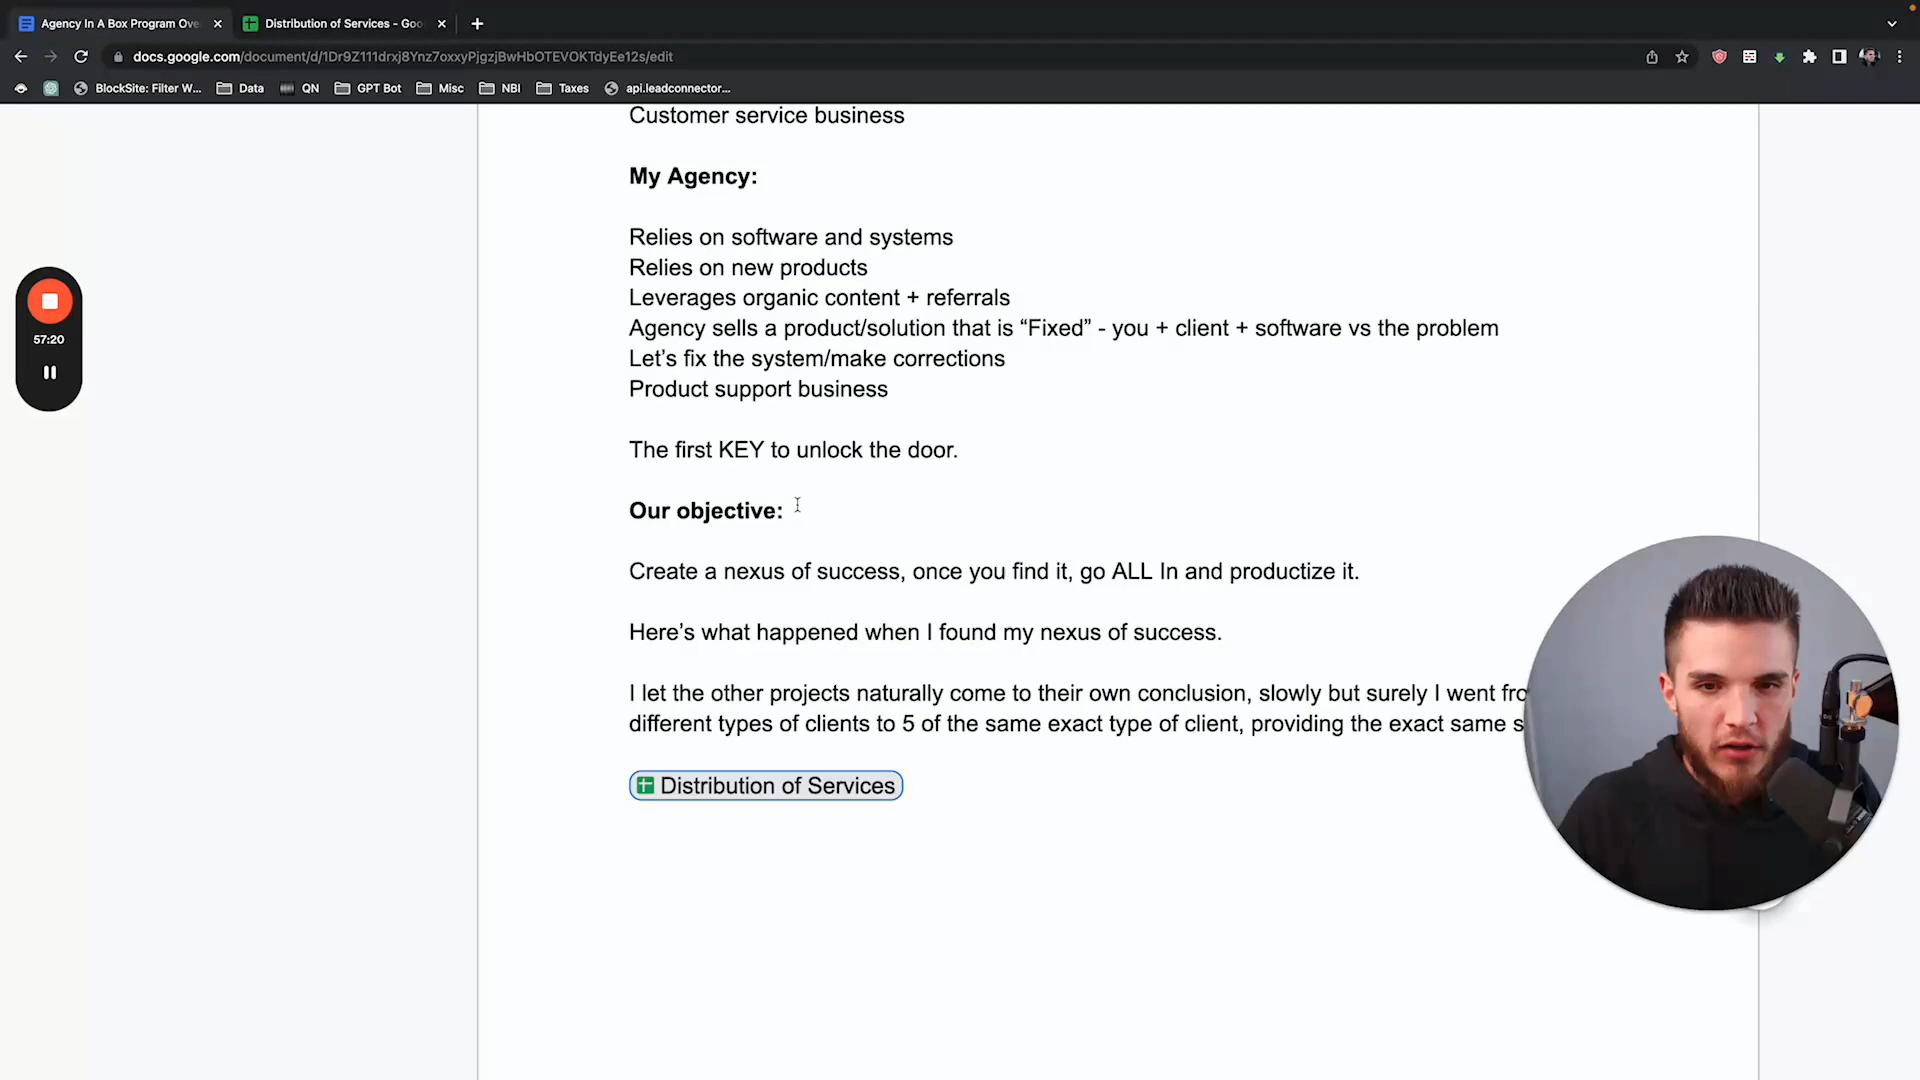 Agency In A Box Program Ove
Distribution of Services - Goo
docs.google.com/document/d/1Dr9Z111drxj8Ynz7oxxyPjgzjBwHbOTEVOKTdyEe12s/edit
BlockSite: Filter W...
Data
QN
GPT Bot
Misc
NBI
Taxes
api.leadconnector...
Customer service business
My Agency:
Relies on software and systems
Relies on new products
Leverages organic content + referrals
Agency sells a product/solution that is “Fixed” - you + client + software vs the problem
Let’s fix the system/make corrections
Product support business
57:20
The first KEY to unlock the door.
Our objective:
Create a nexus of success, once you find it, go ALL In and productize it.
Here’s what happened when I found my nexus of success.
I let the other projects naturally come to their own conclusion, slowly but surely I went fro
different types of clients to 5 of the same exact type of client, providing the exact same s
Distribution of Services